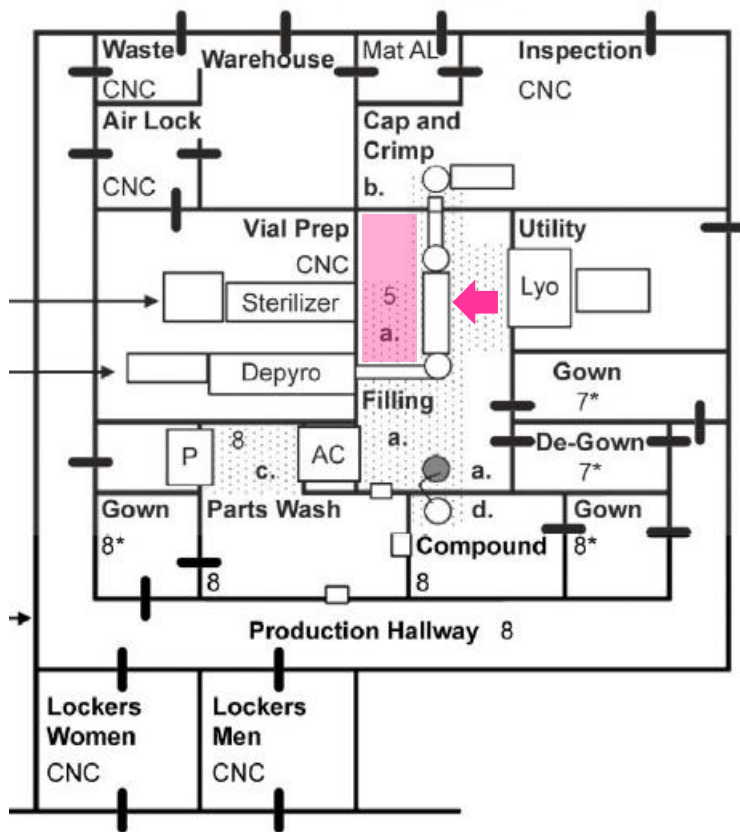 Waste
CNC
Warehouse
Mat AL
Inspection
CNC
Air Lock
CNC
Cap and
Crimp
b.
Vial Prep
CNC
Utility
Sterilizer
5
a.
Lyo
Depyro
Filling
a.
Gown
7*
P
8
c.
AC
a.
De-Gown
7*
Gown
8*
Parts Wash
8
d.
Compound
8
Gown
8*
Production Hallway 8
Lockers
Women
CNC
Lockers
Men
CNC